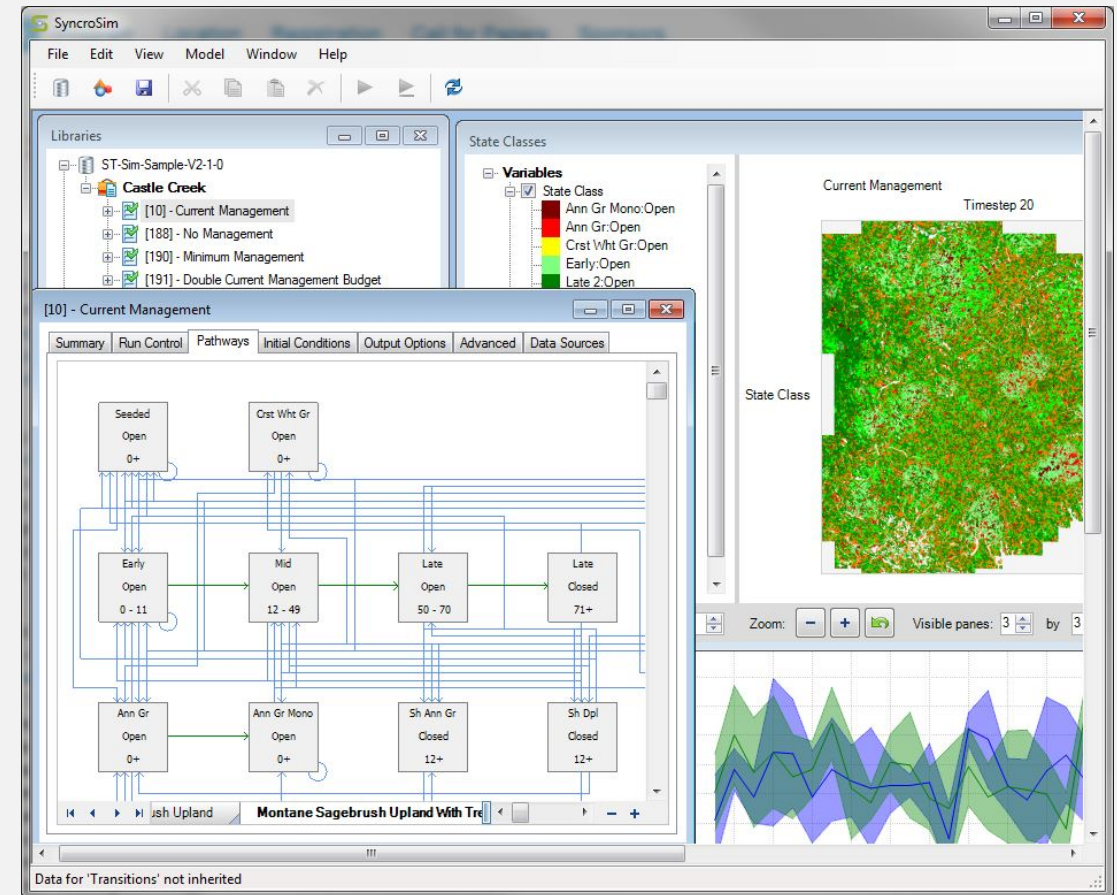 SyncroSim
Location Registration Call for Papers Sponsors
File Edit View Model Window Help
Libraries
ST-Sim-Sample-V2-1-0
Castle Creek
[10] - Current Management
[188] - No Management
[190] - Minimum Management
[191] - Double Current Management Budget
State Classes
Variables
State Class
Ann Gr Mono:Open
Ann Gr:Open
Crst Wht Gr:Open
Early:Open
Late 2:Open
Current Management
Timestep 20
State Class
Zoom: Visible panes: 3 by 3
[10] - Current Management
Summary Run Control Pathways Initial Conditions Output Options Advanced Data Sources
Seeded
Open
0+
Crst Wht Gr
Open
0+
Early
Open
0 - 11
Mid
Open
12 - 49
Late
Open
50 - 70
Late
Closed
71+
Ann Gr
Open
0+
Ann Gr Mono
Open
0+
Sh Ann Gr
Closed
12+
Sh Dpl
Closed
12+
ush Upland Montane Sagebrush Upland With Tre
Data for 'Transitions' not inherited